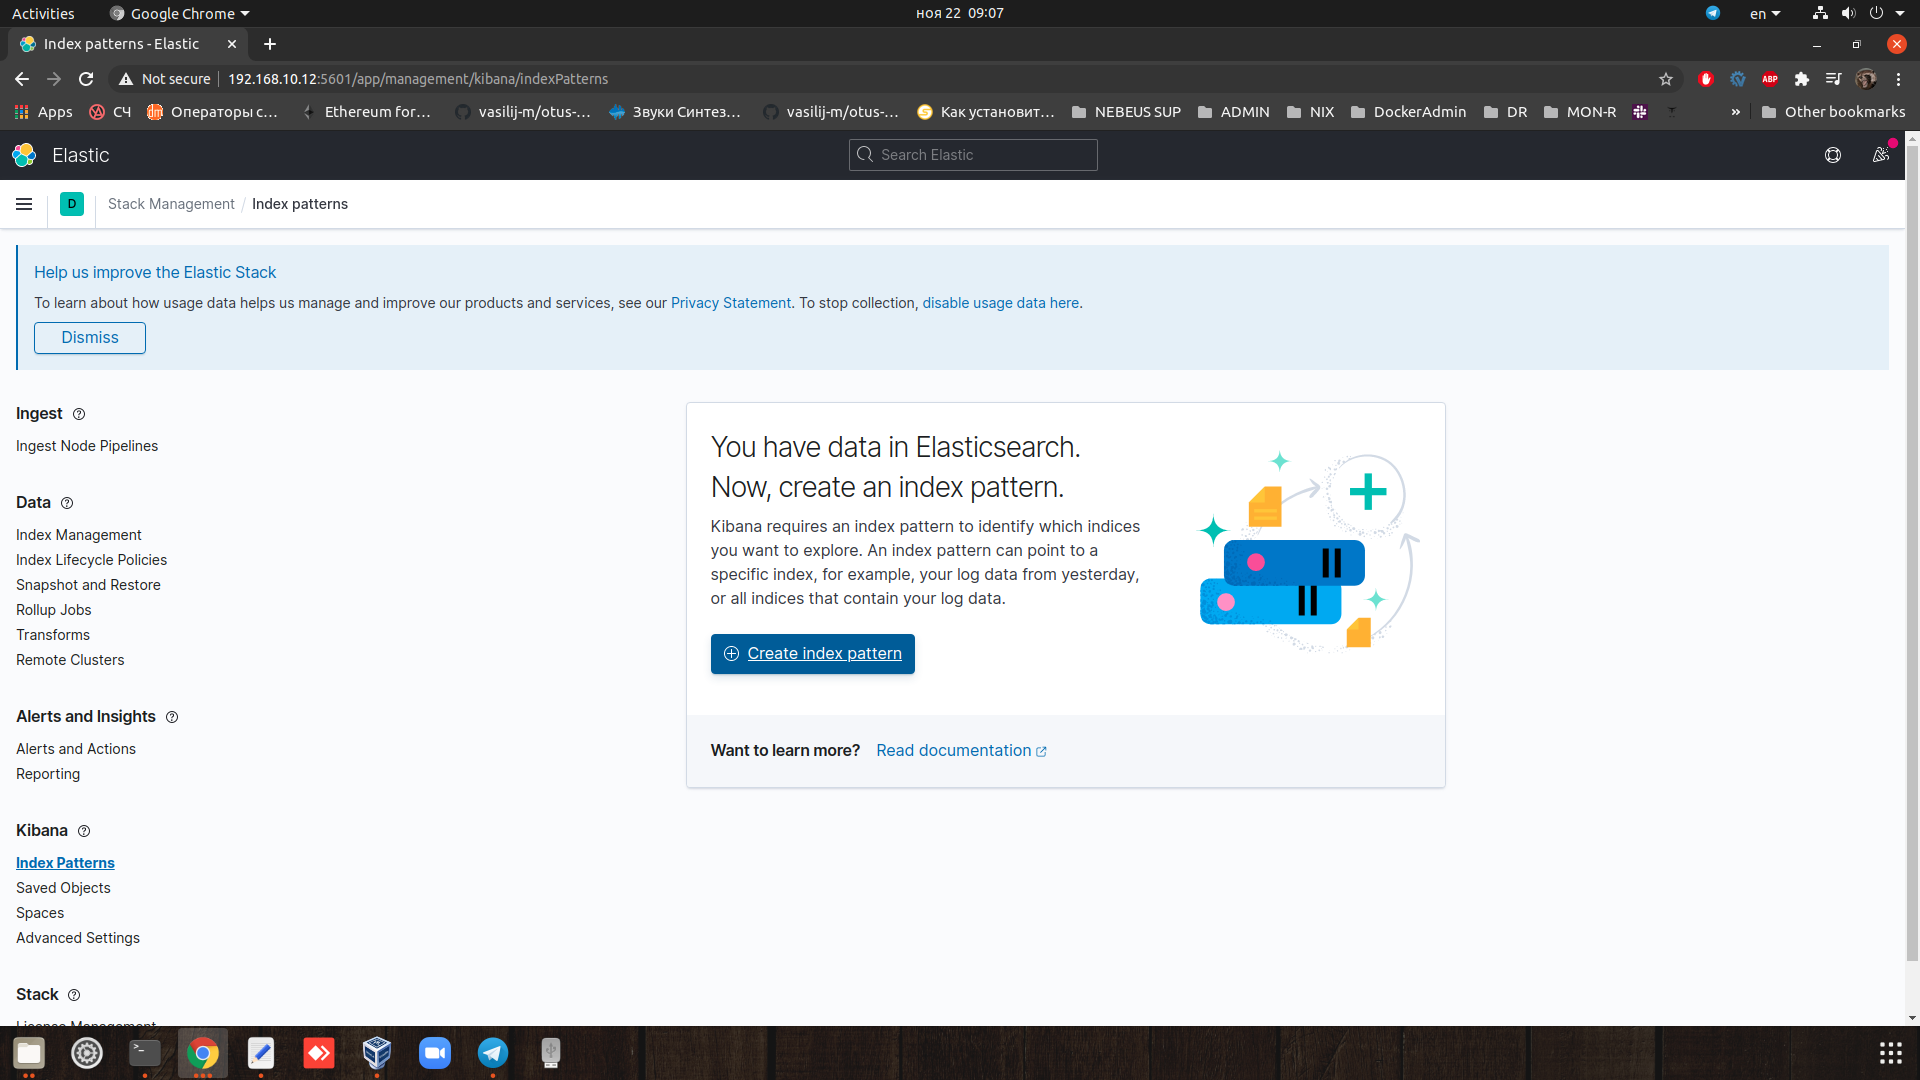 Activities
Google Chrome
ноя 22 09:07
en
Index patterns - Elastic
Not secure
192.168.10.12:5601/app/management/kibana/indexPatterns
ABP
Apps
СЧ
Операторы с...
Ethereum for...
vasilij-m/otus-...
Звуки Синтез...
vasilij-m/otus-...
Как установит...
NEBEUS SUP
ADMIN
NIX
DockerAdmin
DR
MON-R
»
Other bookmarks
Elastic
Search Elastic
D
Stack Management / Index patterns
Help us improve the Elastic Stack
To learn about how usage data helps us manage and improve our products and services, see our Privacy Statement. To stop collection, disable usage data here.
Dismiss
Ingest
Ingest Node Pipelines
Data
Index Management
Index Lifecycle Policies
Snapshot and Restore
Rollup Jobs
Transforms
Remote Clusters
Alerts and Insights
Alerts and Actions
Reporting
Kibana
Index Patterns
Saved Objects
Spaces
Advanced Settings
Stack
License Management
You have data in Elasticsearch.
Now, create an index pattern.
Kibana requires an index pattern to identify which indices
you want to explore. An index pattern can point to a
specific index, for example, your log data from yesterday,
or all indices that contain your log data.
Create index pattern
Want to learn more? Read documentation